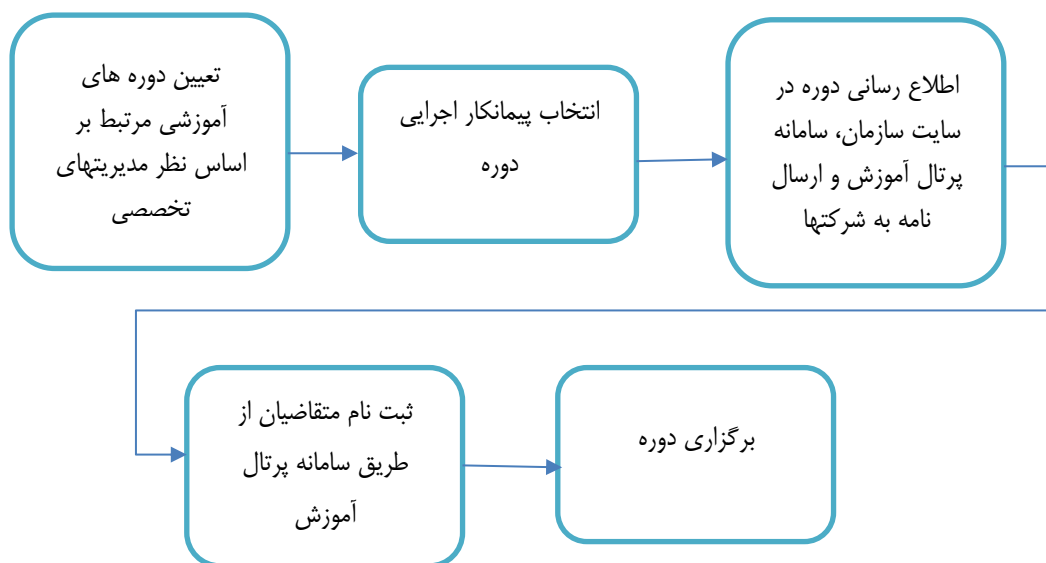 تعیین دوره های
آموزشی مرتبط بر
اساس نظر مدیریتهای
تخصصی
انتخاب پیمانکار اجرایی
دوره
اطلاع رسانی دوره در
سایت سازمان، سامانه
پرتال آموزش و ارسال
نامه به شرکتها
ثبت نام متقاضیان از
طریق سامانه پرتال
آموزش
برگزاری دوره